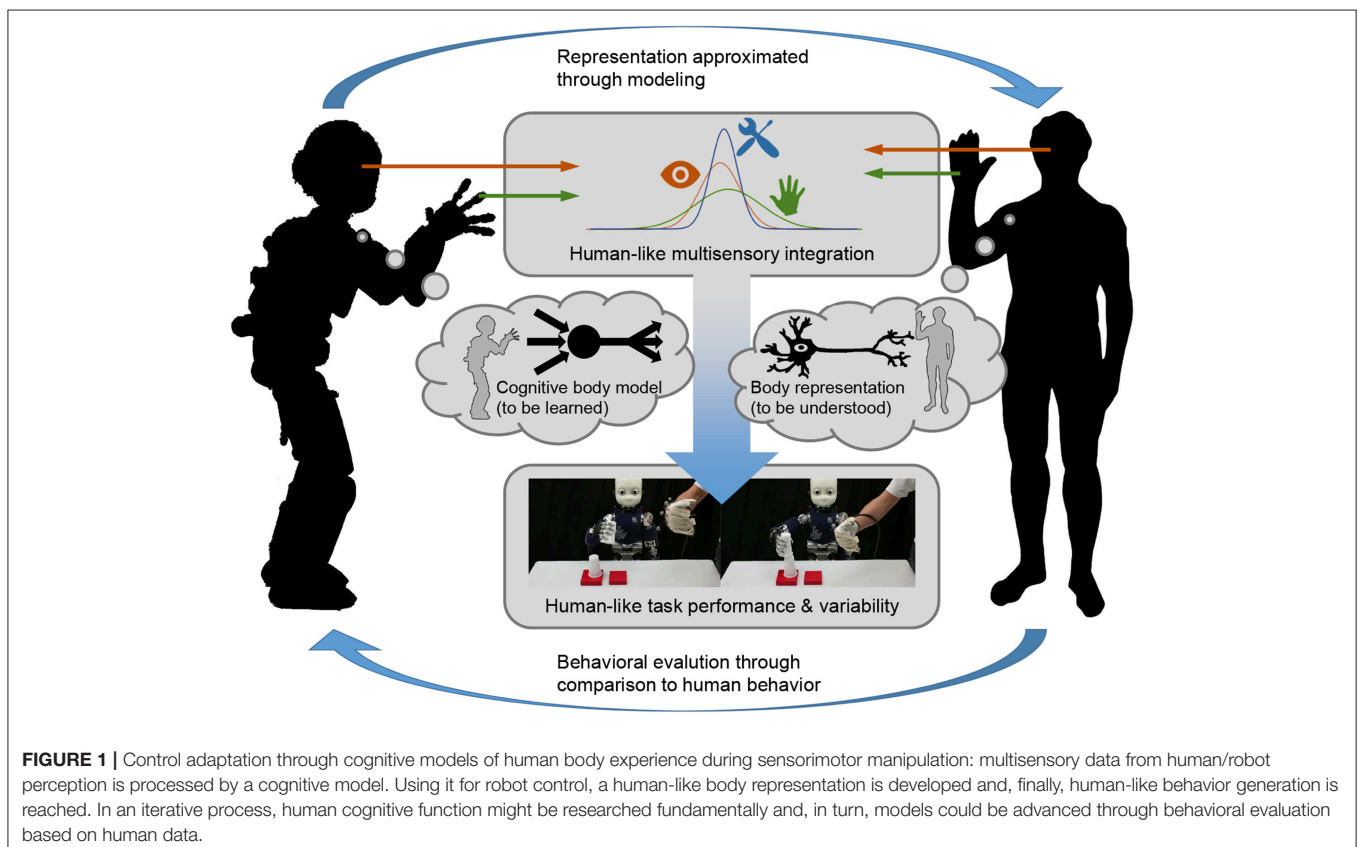 Representation approximated
through modeling
Human-like multisensory integration
Cognitive body model
(to be learned)
Body representation
(to be understood)
Human-like task performance & variability
Behavioral evalution through
comparison to human behavior
FIGURE 1 | Control adaptation through cognitive models of human body experience during sensorimotor manipulation: multisensory data from human/robot
perception is processed by a cognitive model. Using it for robot control, a human-like body representation is developed and, finally, human-like behavior generation is
reached. In an iterative process, human cognitive function might be researched fundamentally and, in turn, models could be advanced through behavioral evaluation
based on human data.